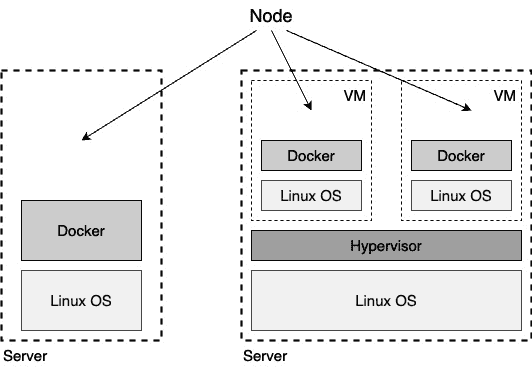 Node
VM
VM
Docker
Docker
Linux OS
Linux OS
Docker
Hypervisor
Linux OS
Linux OS
Server
Server